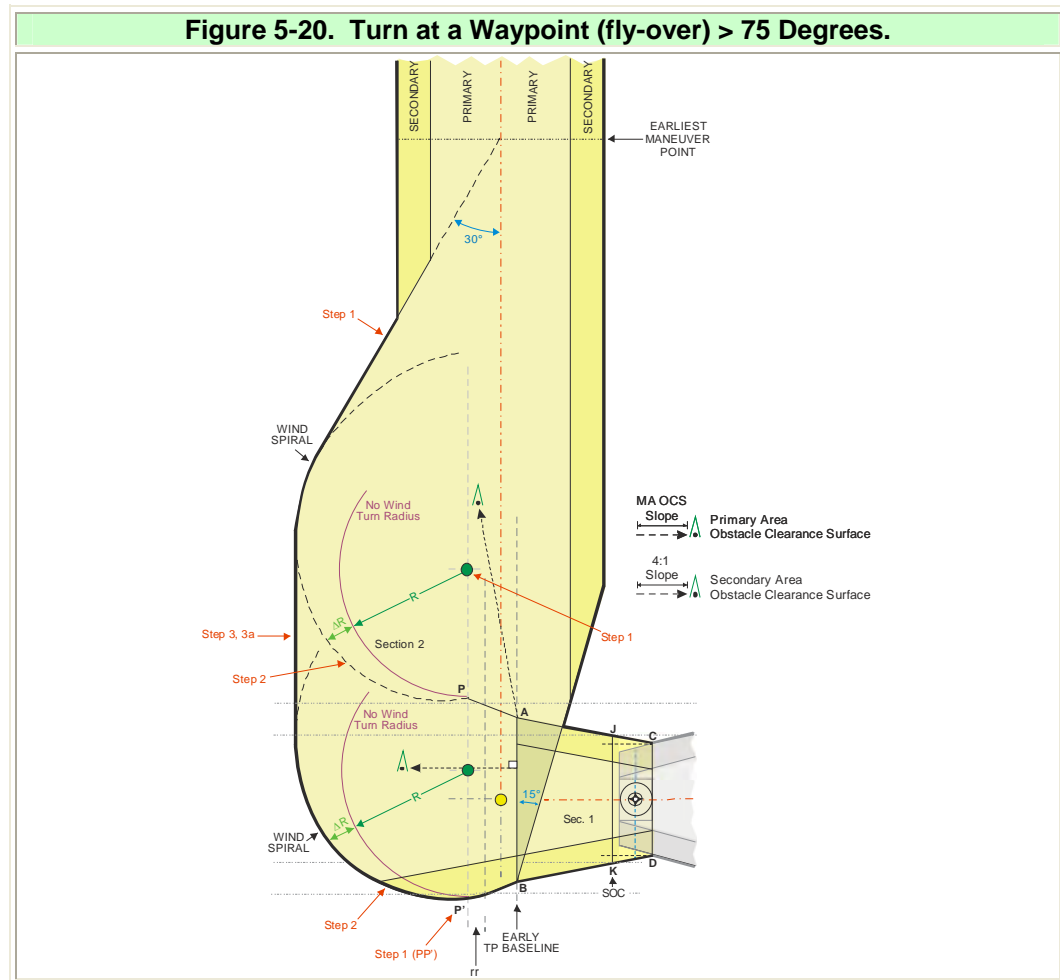 Figure 5-20. Turn at a Waypoint (fly-over) > 75 Degrees.
SECONDARY
PRIMARY
PRIMARY
SECONDARY
EARLIEST
MANEUVER
POINT
30°
Step 1
WIND
SPIRAL
No Wind
Turn Radius
MA OCS
Slope
Primary Area
Obstacle Clearance Surface
4:1
Slope
Secondary Area
Obstacle Clearance Surface
R
ΔR
Section 2
Step 1
Step 3, 3a
Step 2
P
A
No Wind
Turn Radius
J
C
R
15°
Sec. 1
ΔR
WIND
SPIRAL
B
K
D
SOC
P'
Step 2
Step 1 (PP')
EARLY
TP BASELINE
rr